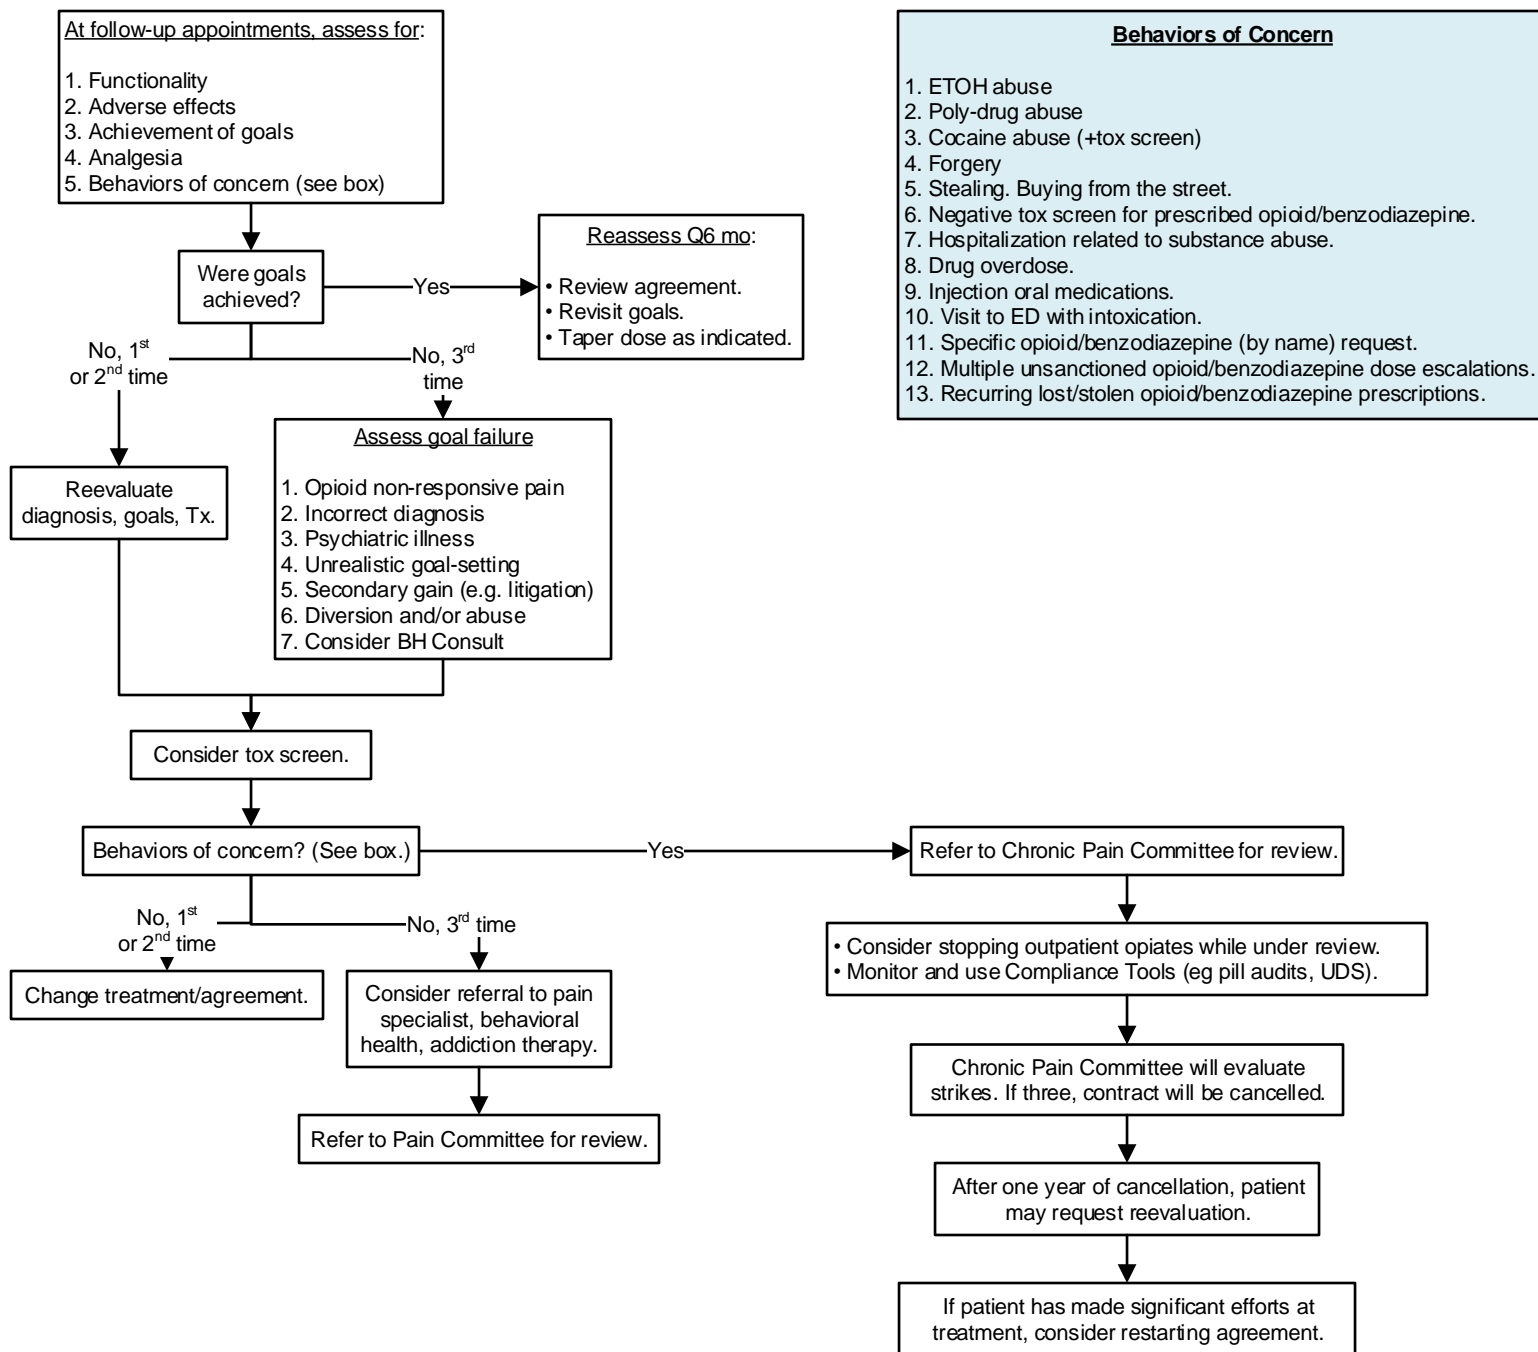 At follow-up appointments, assess for:
1. Functionality
2. Adverse effects
3. Achievement of goals
4. Analgesia
5. Behaviors of concern (see box)
Behaviors of Concern
1. ETOH abuse
2. Poly-drug abuse
3. Cocaine abuse (+tox screen)
4. Forgery
5. Stealing. Buying from the street.
6. Negative tox screen for prescribed opioid/benzodiazepine.
7. Hospitalization related to substance abuse.
8. Drug overdose.
9. Injection oral medications.
10. Visit to ED with intoxication.
11. Specific opioid/benzodiazepine (by name) request.
12. Multiple unsanctioned opioid/benzodiazepine dose escalations.
13. Recurring lost/stolen opioid/benzodiazepine prescriptions.
Were goals
achieved?
Yes
Reassess Q6 mo:
• Review agreement.
• Revisit goals.
• Taper dose as indicated.
No, 1st
or 2nd time
No, 3rd
time
Reevaluate
diagnosis, goals, Tx.
Assess goal failure
1. Opioid non-responsive pain
2. Incorrect diagnosis
3. Psychiatric illness
4. Unrealistic goal-setting
5. Secondary gain (e.g. litigation)
6. Diversion and/or abuse
7. Consider BH Consult
Consider tox screen.
Behaviors of concern? (See box.)
Yes
Refer to Chronic Pain Committee for review.
No, 1st
or 2nd time
No, 3rd time
Change treatment/agreement.
Consider referral to pain
specialist, behavioral
health, addiction therapy.
Refer to Pain Committee for review.
• Consider stopping outpatient opiates while under review.
• Monitor and use Compliance Tools (eg pill audits, UDS).
Chronic Pain Committee will evaluate
strikes. If three, contract will be cancelled.
After one year of cancellation, patient
may request reevaluation.
If patient has made significant efforts at
treatment, consider restarting agreement.